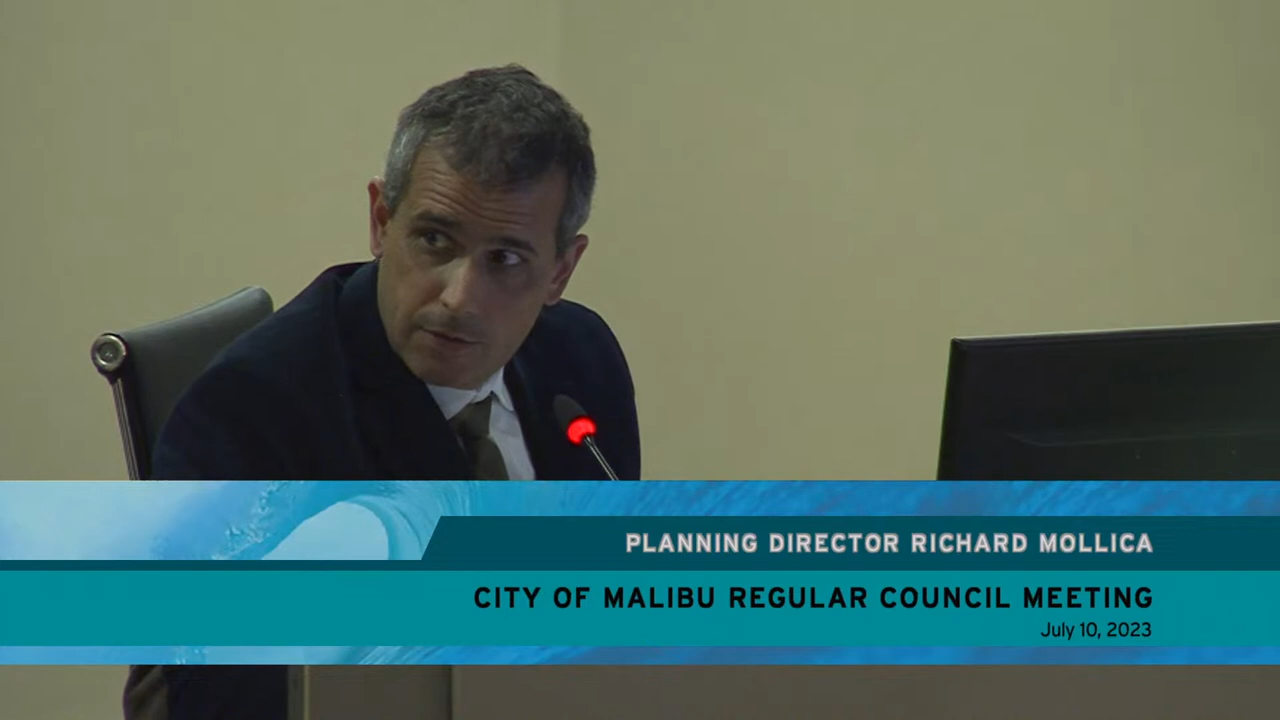 PLANNING DIRECTOR RICHARD MOLLICA
CITY OF MALIBU REGULAR COUNCIL MEETING
July 10, 2023